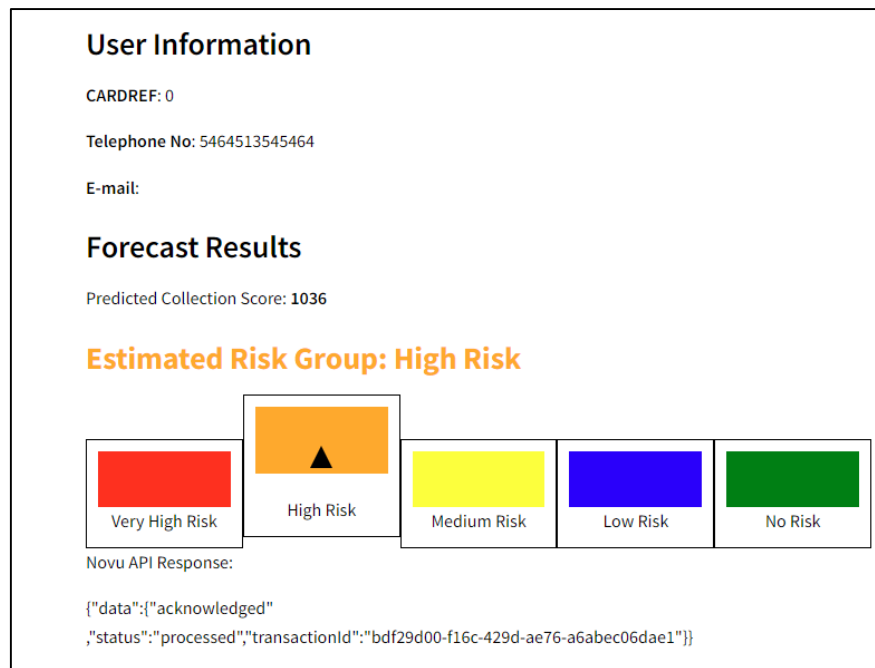 User Information
CARDREF: 0
Telephone No: 5464513545464
E-mail:
Forecast Results
Predicted Collection Score: 1036
Estimated Risk Group: High Risk
Very High Risk
High Risk
Medium Risk
Low Risk
No Risk
Novu API Response:
{"data":{"acknowledged"
,"status":"processed","transactionId":"bdf29d00-f16c-429d-ae76-a6abec06dae1"}}